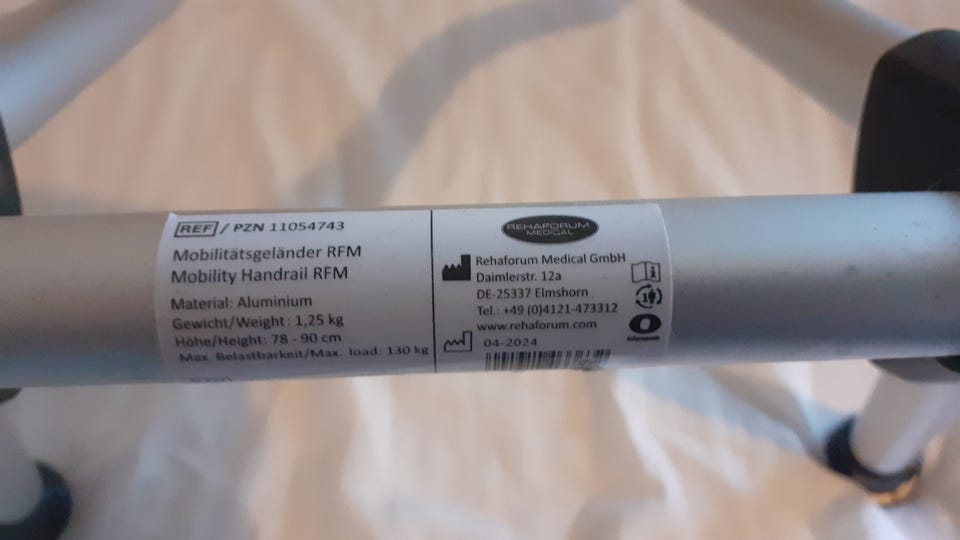 REF / PZN 11054743
Mobilitätsgeländer RFM
Mobility Handrail RFM
Material: Aluminium
Gewicht/Weight: 1,25 kg
Höhe/Height: 78 - 90 cm
Max. Belastbarkeit/Max. load: 130 kg
REHAFORUM
MEDICAL
Rehaforum Medical GmbH
Daimlerstr. 12a
DE-25337 Elmshorn
Tel.: +49 (0)4121-473312
www.rehaforum.com
04-2024
1